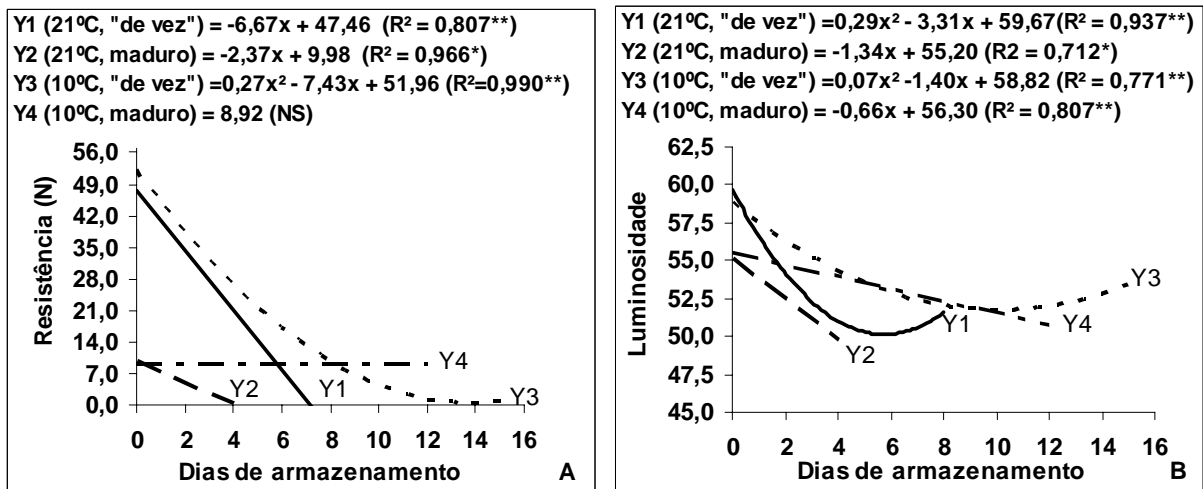 Y1 (21ºC, "de vez") = -6,67x + 47,46 (R² = 0,807**)
Y2 (21ºC, maduro) = -2,37x + 9,98 (R² = 0,966*)
Y3 (10ºC, "de vez") =0,27x² - 7,43x + 51,96 (R²=0,990**)
Y4 (10ºC, maduro) = 8,92 (NS)
56,0
49,0
42,0
35,0
28,0
21,0
14,0
7,0
0,0
Resistência (N)
Y4
Y2
Y1
Y3
0 2 4 6 8 10 12 14 16
Dias de armazenamento
A
Y1 (21ºC, "de vez") =0,29x² - 3,31x + 59,67(R² = 0,937**)
Y2 (21ºC, maduro) = -1,34x + 55,20 (R2 = 0,712*)
Y3 (10ºC, "de vez") =0,07x² -1,40x + 58,82 (R² = 0,771**)
Y4 (10ºC, maduro) = -0,66x + 56,30 (R² = 0,807**)
62,5
60,0
57,5
55,0
52,5
50,0
47,5
45,0
Luminosidade
Y3
Y1
Y4
Y2
0 2 4 6 8 10 12 14 16
Dias de armazenamento
B